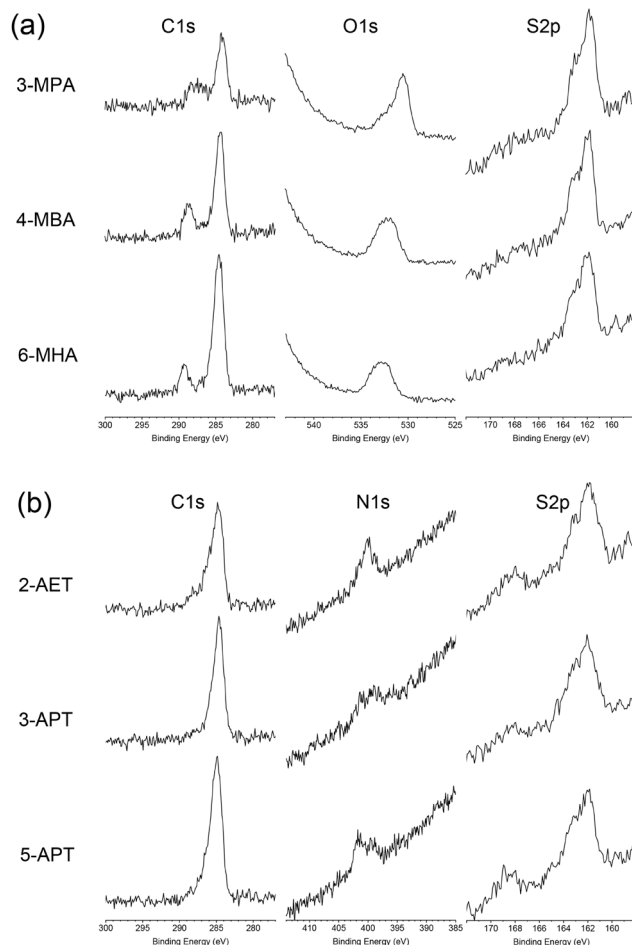 (a)
C1s O1s S2p
3-MPA
4-MBA
6-MHA
300 295 290 285 280 540 535 530 525 170 168 166 164 162 160
Binding Energy (eV) Binding Energy (eV) Binding Energy (eV)
(b)
C1s N1s S2p
2-AET
3-APT
5-APT
300 295 290 285 280 410 405 400 395 390 385 170 168 166 164 162 160
Binding Energy (eV) Binding Energy (eV) Binding Energy (eV)